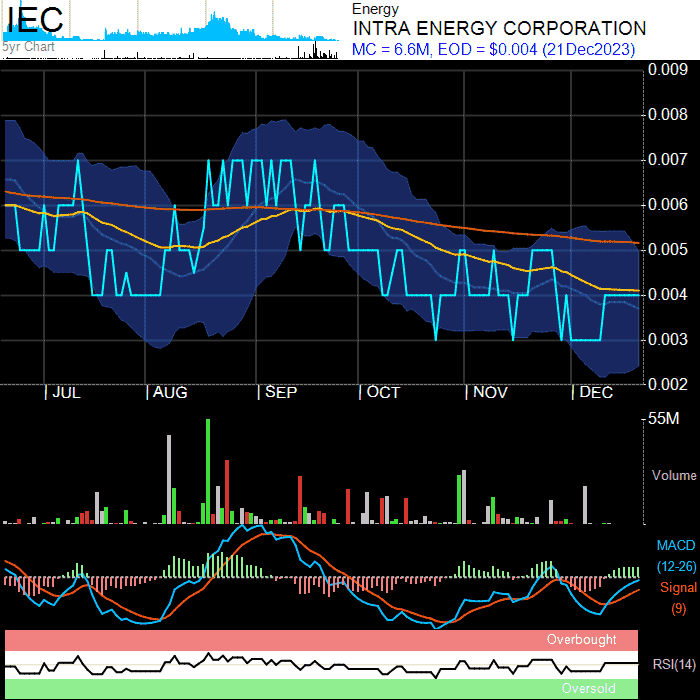 IEC
5yr Chart
Energy
INTRA ENERGY CORPORATION
MC = 6.6M, EOD = $0.004 (21Dec2023)
0.009
0.008
0.007
0.006
0.005
0.004
0.003
0.002
JUL AUG SEP OCT NOV DEC
55M
Volume
MACD
(12-26)
Signal
(9)
Overbought
RSI(14)
Oversold